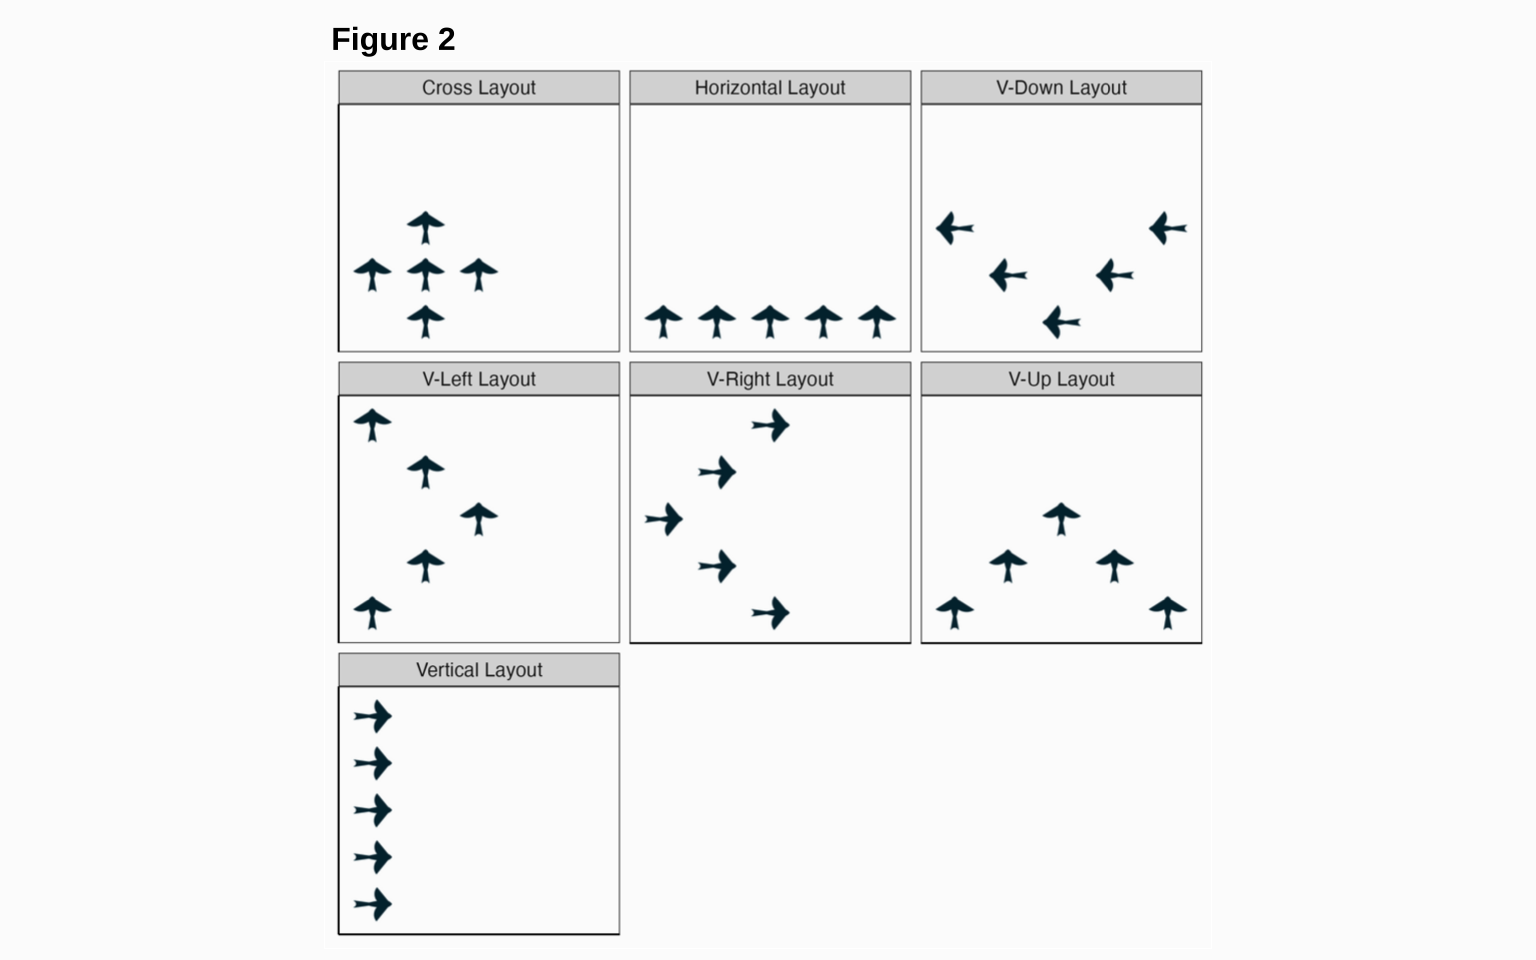 Figure 2
Cross Layout
Horizontal Layout
V-Down Layout
V-Left Layout
V-Right Layout
V-Up Layout
Vertical Layout